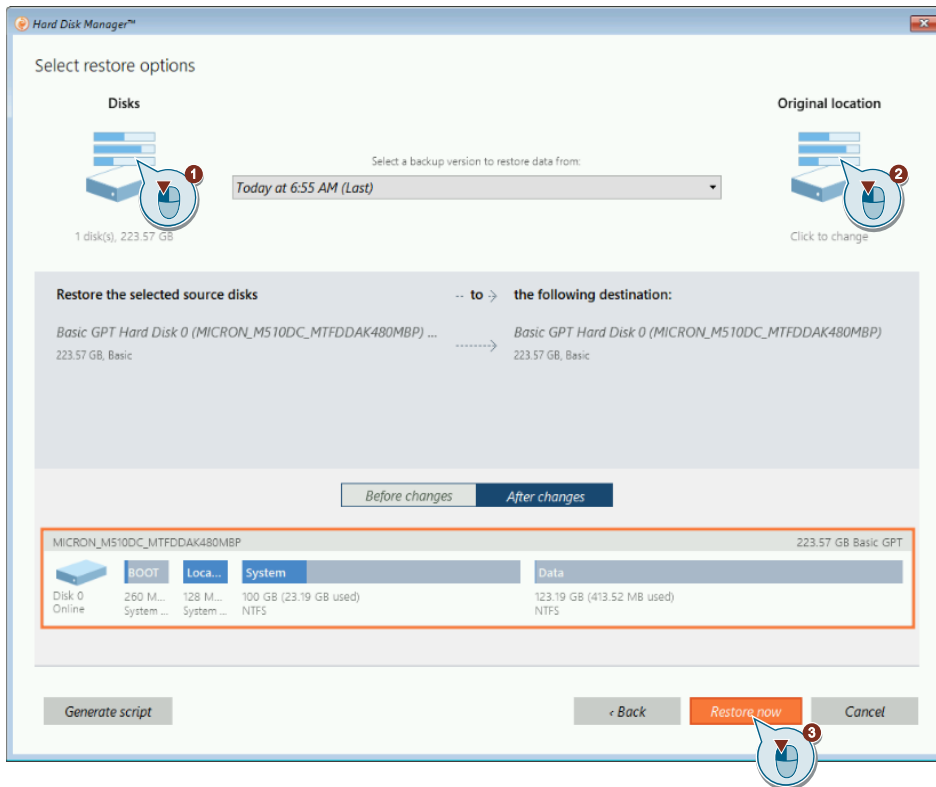 Hard Disk Manager™
Select restore options
Disks
Original location
1
2
Select a backup version to restore data from:
Today at 6:55 AM (Last)
1 disk(s), 223.57 GB
Click to change
Restore the selected source disks
-- to
the following destination:
Basic GPT Hard Disk 0 (MICRON_M510DC_MTFDDAK480MBP) ...
Basic GPT Hard Disk 0 (MICRON_M510DC_MTFDDAK480MBP)
223.57 GB, Basic
223.57 GB, Basic
Before changes
After changes
MICRON_M510DC_MTFDDAK480MBP
223.57 GB Basic GPT
BOOT
Loca...
System
Data
Disk 0
Online
260 M...
System ...
128 M...
System ...
100 GB (23.19 GB used)
NTFS
123.19 GB (413.52 MB used)
NTFS
Generate script
‹ Back
Restore now
Cancel
3